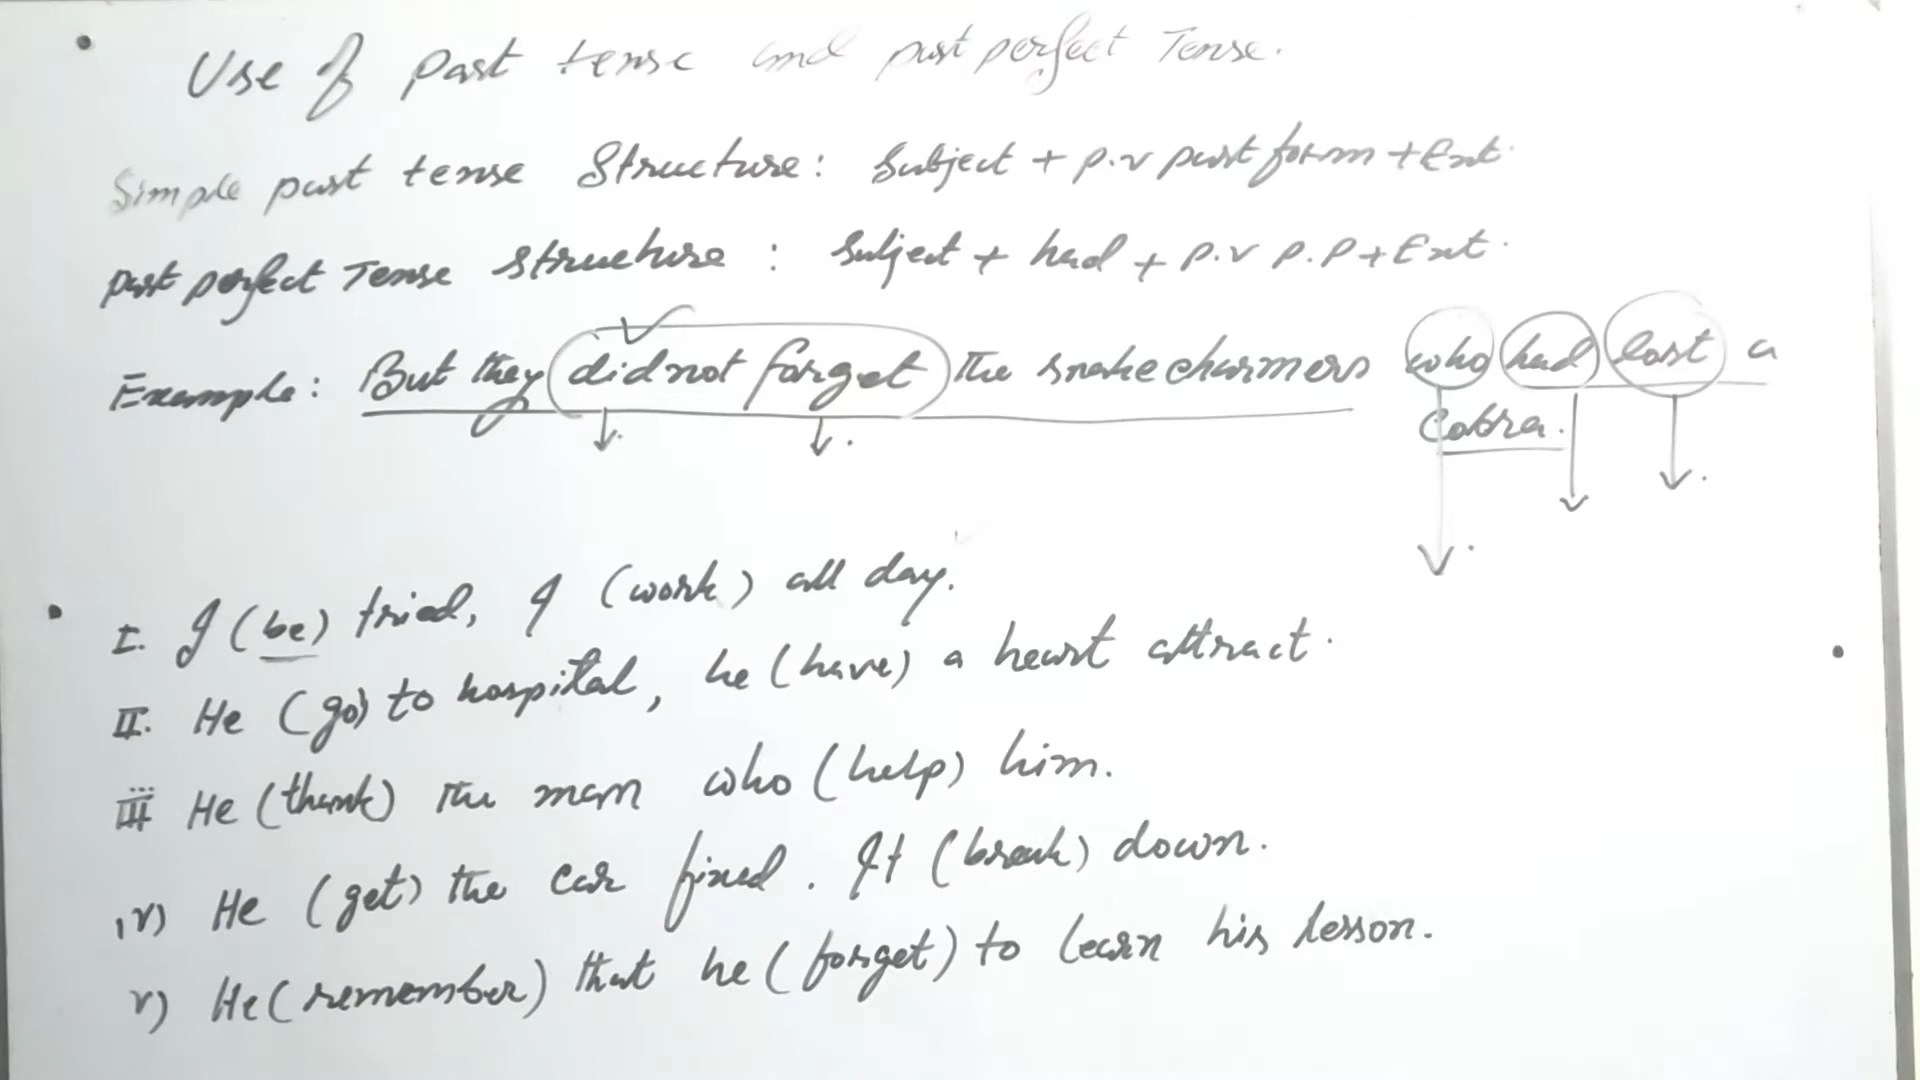 Use of past tense and past perfect Tense.
Simple past tense Structure: Subject + p.v past form + Ext.
Past perfect Tense structure : Subject + had + P.V P.P + Ext.
Example: But they did not forget the snake charmers who had lost a
Cobra.
I. I (be) tried, I (work) all day.
II. He (go) to hospital, he (have) a heart attract.
III He (thank) the man who (help) him.
iv) He (get) the car fixed. It (break) down.
v) He (remember) that he (forget) to learn his lesson.